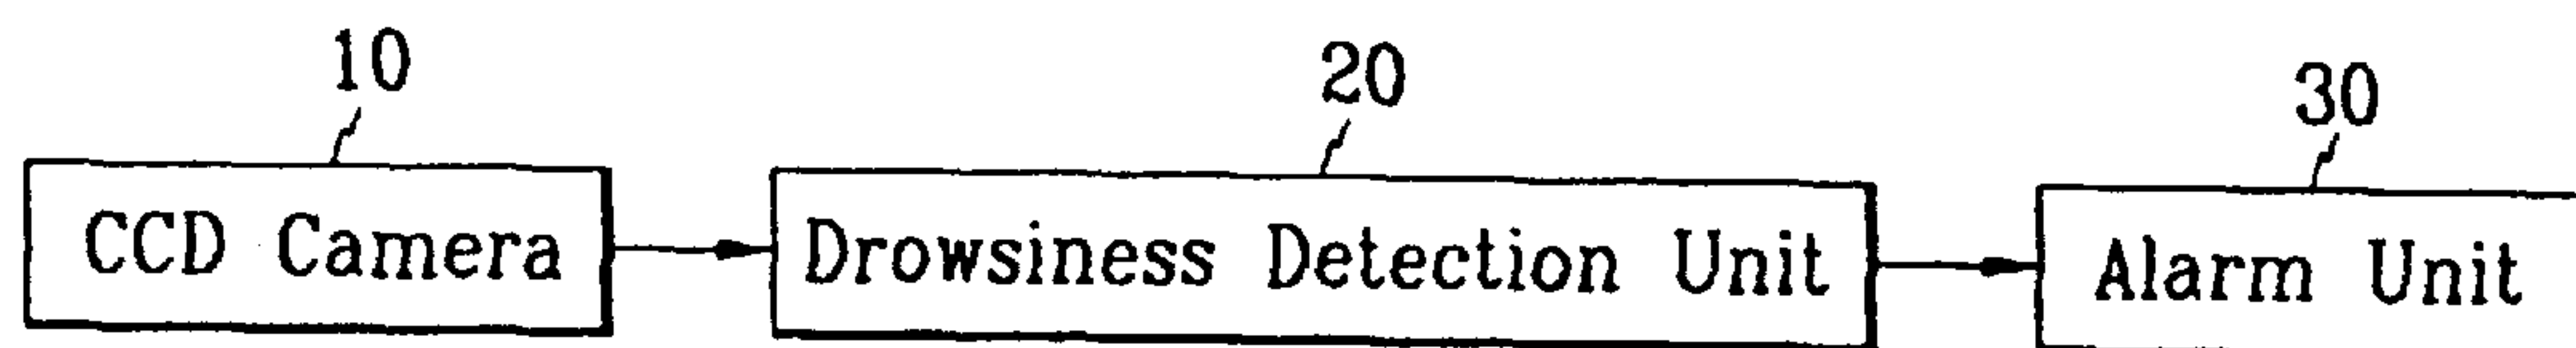 10 20 30
CCD Camera Drowsiness Detection Unit Alarm Unit